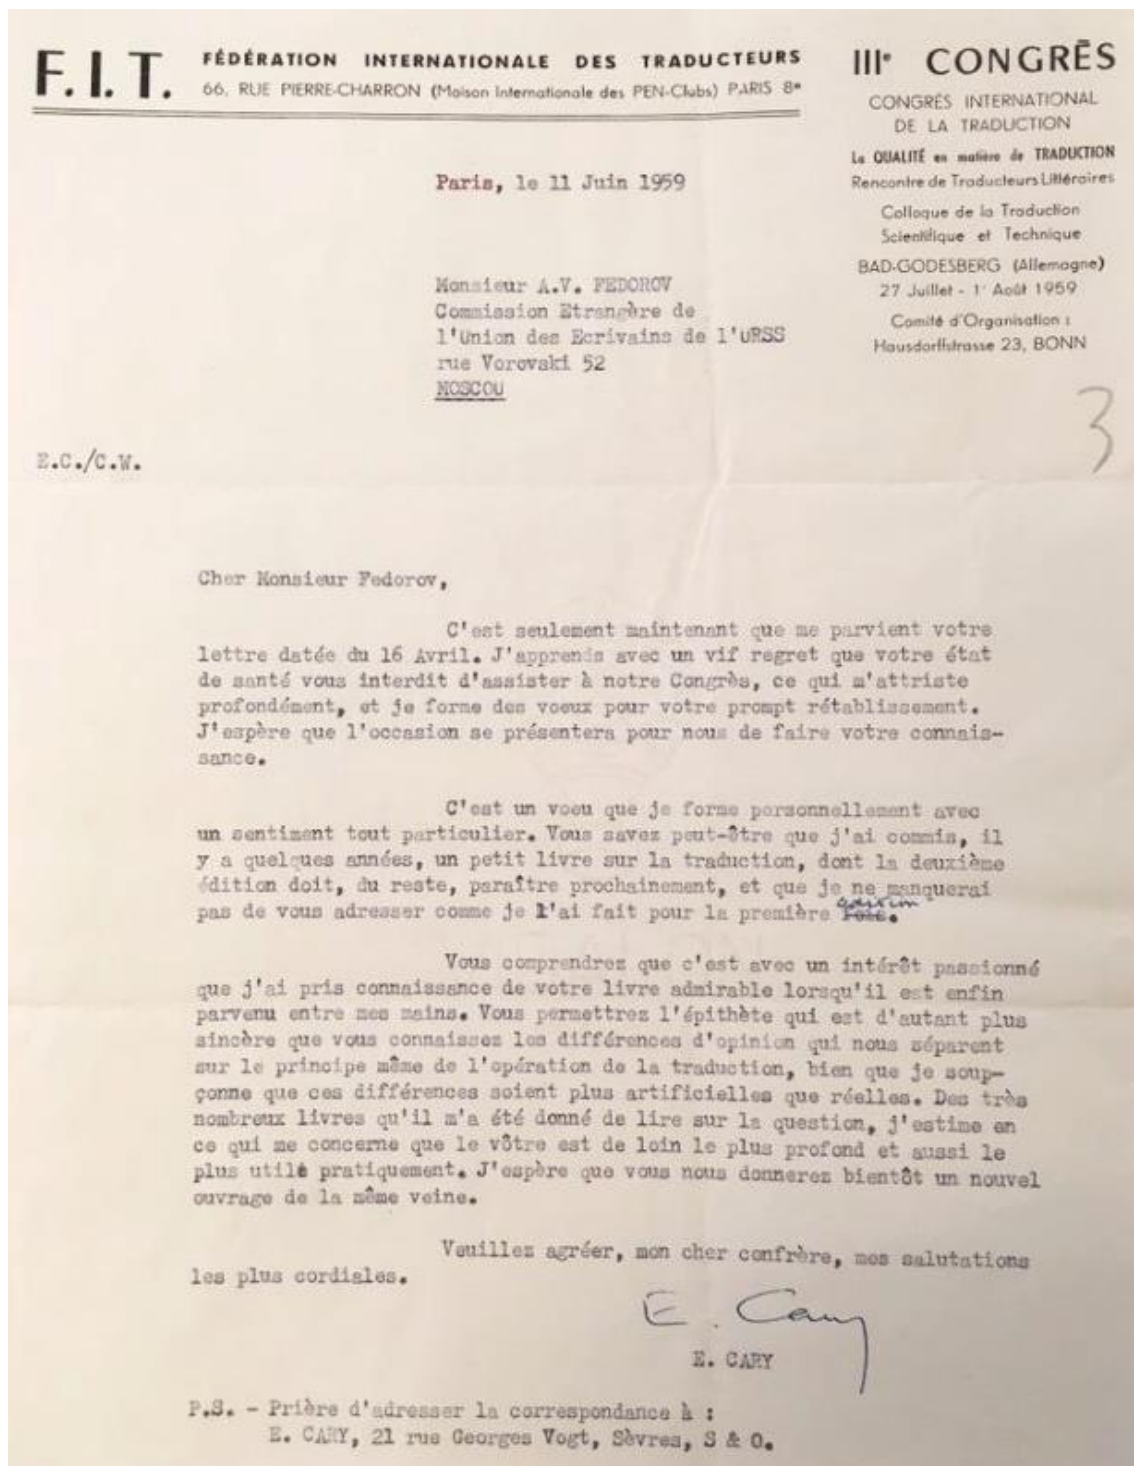 F.I.T.
FÉDÉRATION INTERNATIONALE DES TRADUCTEURS
66, RUE PIERRE-CHARRON (Maison Internationale des PEN-Clubs) PARIS 8e
IIIe CONGRÈS
CONGRÈS INTERNATIONAL
DE LA TRADUCTION
La QUALITÉ en matière de TRADUCTION
Rencontre de Traducteurs Littéraires
Colloque de la Traduction
Scientifique et Technique
BAD-GODESBERG (Allemagne)
27 Juillet - 1r Août 1959
Comité d'Organisation :
Hausdorffstrasse 23, BONN
Paris, le 11 Juin 1959
Monsieur A.V. FEDOROV
Commission Etrangère de
l'Union des Ecrivains de l'URSS
rue Vorovski 52
MOSCOU
3
E.C./C.W.
Cher Monsieur Fedorov,
C'est seulement maintenant que me parvient votre
lettre datée du 16 Avril. J'apprends avec un vif regret que votre état
de santé vous interdit d'assister à notre Congrès, ce qui m'attriste
profondément, et je forme des voeux pour votre prompt rétablissement.
J'espère que l'occasion se présentera pour nous de faire votre connais-
sance.
C'est un voeu que je forme personnellement avec
un sentiment tout particulier. Vous savez peut-être que j'ai commis, il
y a quelques années, un petit livre sur la traduction, dont la deuxième
édition doit, du reste, paraître prochainement, et que je ne manquerai
pas de vous adresser comme je l'ai fait pour la première édition.
Vous comprendrez que c'est avec un intérêt passionné
que j'ai pris connaissance de votre livre admirable lorsqu'il est enfin
parvenu entre mes mains. Vous permettrez l'épithète qui est d'autant plus
sincère que vous connaissez les différences d'opinion qui nous séparent
sur le principe même de l'opération de la traduction, bien que je soup-
çonne que ces différences soient plus artificielles que réelles. Des très
nombreux livres qu'il m'a été donné de lire sur la question, j'estime en
ce qui me concerne que le vôtre est de loin le plus profond et aussi le
plus utile pratiquement. J'espère que vous nous donnerez bientôt un nouvel
ouvrage de la même veine.
Veuillez agréer, mon cher confrère, mes salutations
les plus cordiales.
E. Cary
E. CARY
P.S. - Prière d'adresser la correspondance à :
E. CARY, 21 rue Georges Vogt, Sèvres, S & O.